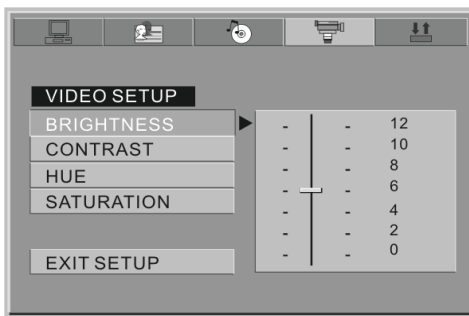 VIDEO SETUP
BRIGHTNESS
CONTRAST
HUE
SATURATION
EXIT SETUP
- - 12
- - 10
- - 8
- - 6
- - 4
- - 2
- - 0